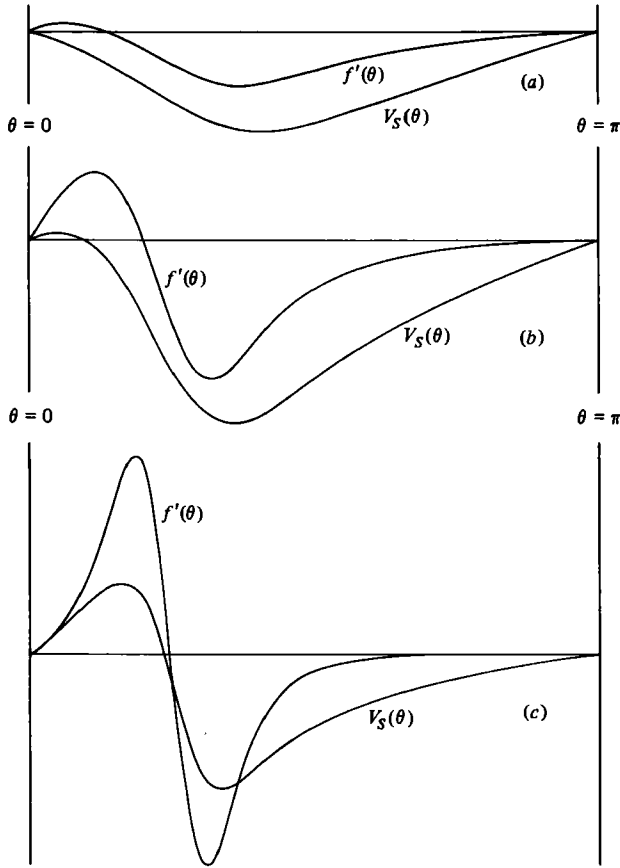 f'(θ)
(a)
V_S(θ)
θ = 0
θ = π
f'(θ)
V_S(θ)
(b)
θ = 0
θ = π
f'(θ)
V_S(θ)
(c)